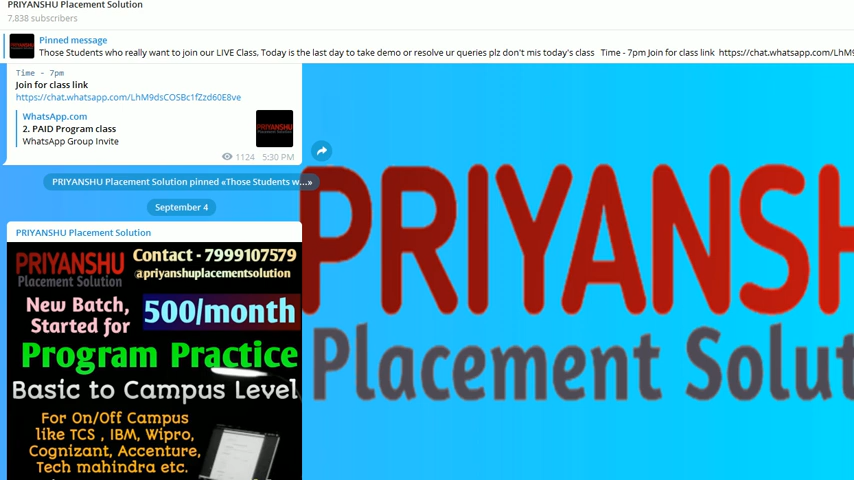 PRIYANSHU Placement Solution
7,838 subscribers
Pinned message
Those Students who really want to join our LIVE Class, Today is the last day to take demo or resolve ur queries plz don't mis today's class Time - 7pm Join for class link https://chat.whatsapp.com/LhM9
Time - 7pm
Join for class link
https://chat.whatsapp.com/LhM9dsCOSBc1fZzd60E8ve
WhatsApp.com
2. PAID Program class
WhatsApp Group Invite
1124 5:30 PM
PRIYANSHU Placement Solution pinned «Those Students w...»
September 4
PRIYANSHU Placement Solution
PRIYANSHU
Placement Solution
Contact - 7999107579
@priyanshuplacementsolution
New Batch,
Started for
500/month
Program Practice
Basic to Campus Level
For On/Off Campus
like TCS , IBM, Wipro,
Cognizant, Accenture,
Tech mahindra etc.
PRIYANSH
Placement Solut